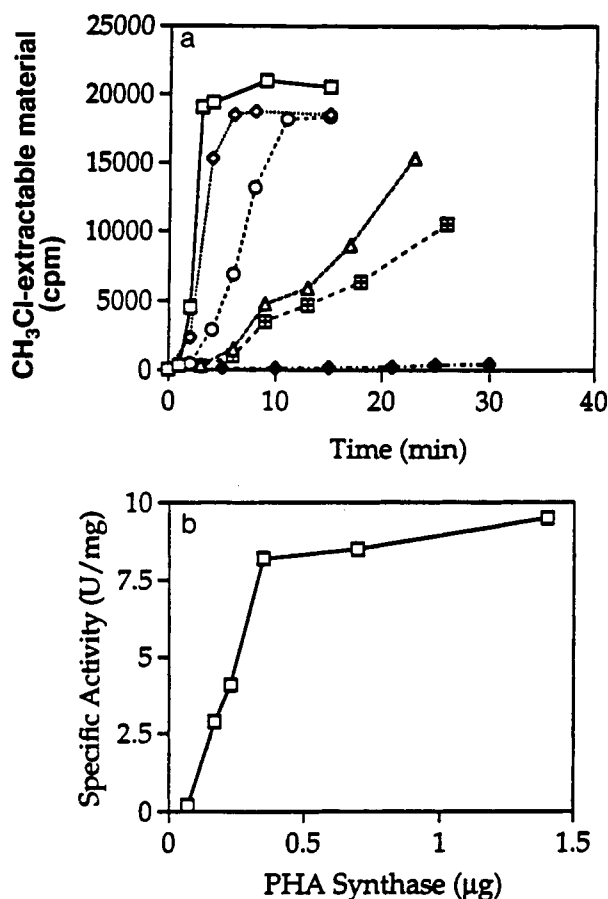 a
CH₃Cl-extractable material
(cpm)
25000
20000
15000
10000
5000
0
0
10
20
30
40
Time (min)
b
Specific Activity (U/mg)
10
7.5
5
2.5
0
0
0.5
1
1.5
PHA Synthase (µg)